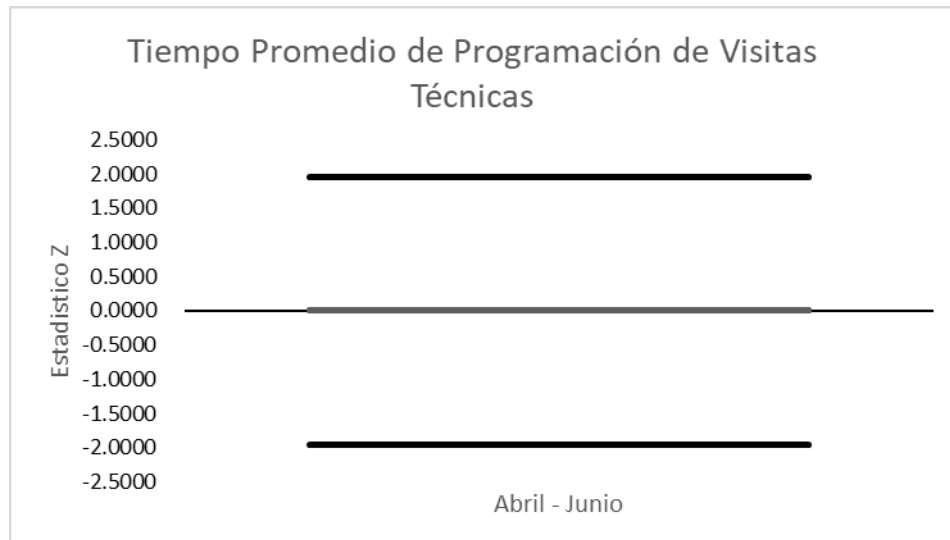 Tiempo Promedio de Programación de Visitas
Técnicas
2.5000
2.0000
1.5000
1.0000
0.5000
0.0000
-0.5000
-1.0000
-1.5000
-2.0000
-2.5000
Estadistico Z
Abril - Junio